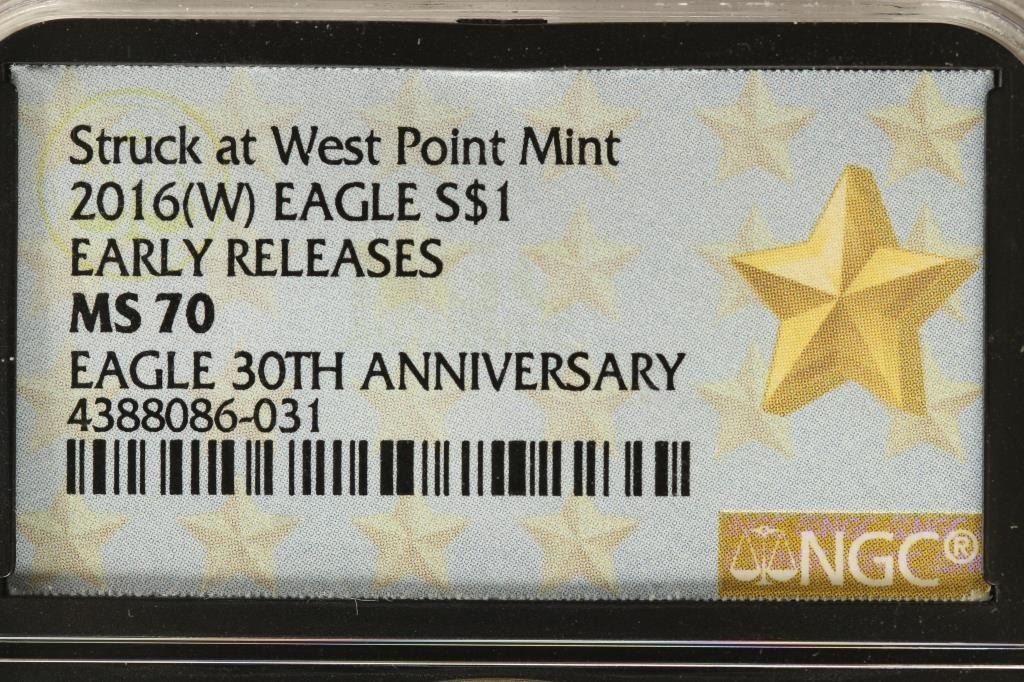 Struck at West Point Mint
2016(W) EAGLE S$1
EARLY RELEASES
MS 70
EAGLE 30TH ANNIVERSARY
4388086-031
NGC®